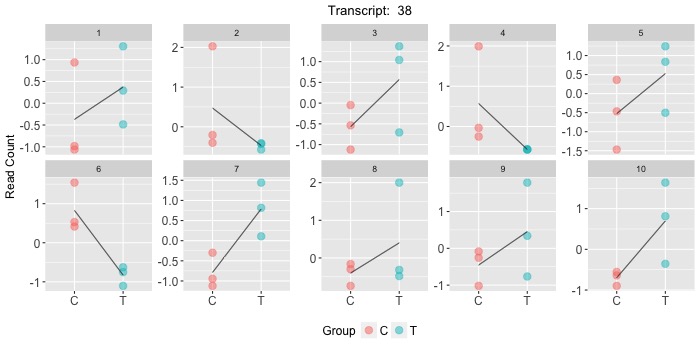 Transcript: 38
1 2 3 4 5
1.0 2 1.0 2 1.0
0.5 0.5 1 0.5
0.0 0.0 0.0
-0.5 -0.5 -0.5
-1.0 0 -1.0 0 -1.0
-1.5
Read Count
6 7 8 9 10
1.5 2
1 1.0 1 1
0.5 1
0 0.0 0 0
-0.5 0
-1 -1.0 -1 -1
C T C T C T C T C T
Group C T